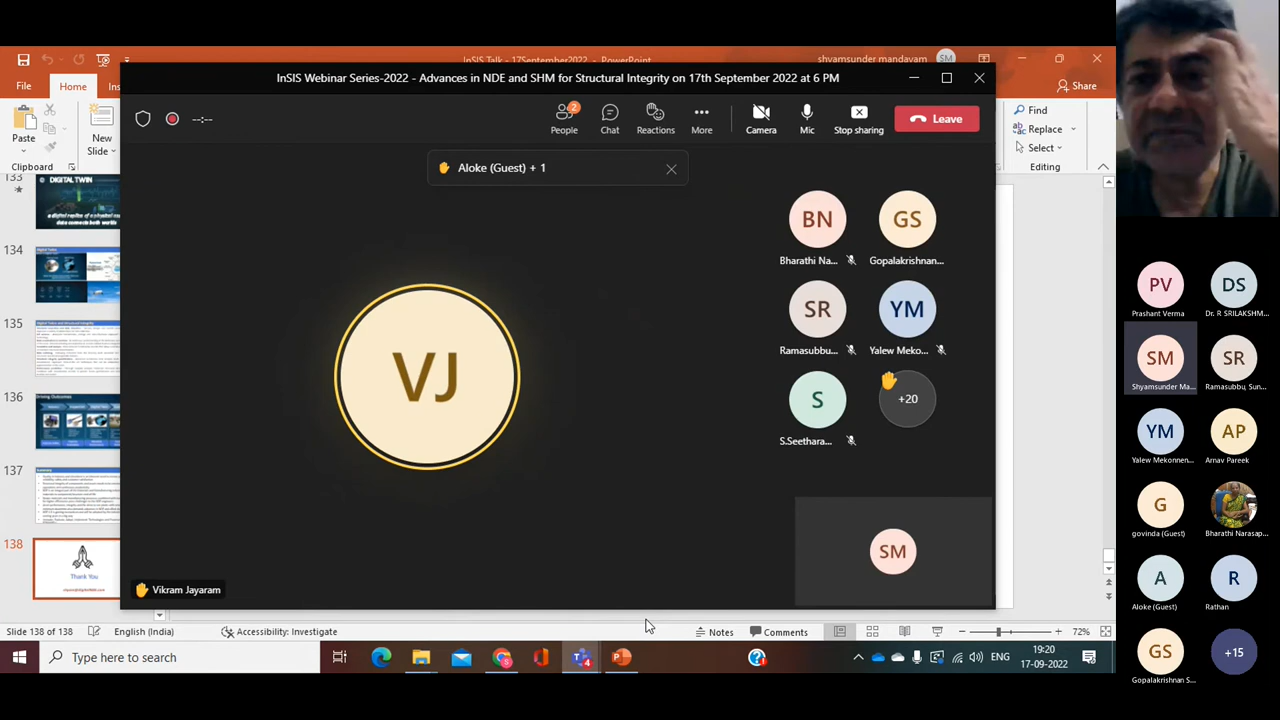 InSIS Talk - 17September2022 - PowerPoint
shyamsunder mandavam
SM
File
Home
Ins
Share
Paste
New
Slide
Clipboard
Find
Replace
Select
Editing
InSIS Webinar Series-2022 - Advances in NDE and SHM for Structural Integrity on 17th September 2022 at 6 PM
--:--
2
People
Chat
Reactions
More
Camera
Mic
Stop sharing
Leave
Aloke (Guest) + 1
VJ
BN
Bharathi Na...
GS
Gopalakrishnan...
SR
Ramasubbu...
YM
Yalew Meko...
S
S.Seethara...
+20
SM
Vikram Jayaram
133
DIGITAL TWIN
134
135
136
137
138
Thank You
Slide 138 of 138
English (India)
Accessibility: Investigate
Notes
Comments
72%
Type here to search
ENG
19:20
17-09-2022
PV
Prashant Verma
DS
Dr. R SRILAKSHM...
SM
Shyamsunder Ma...
SR
Ramasubbu, Sun...
YM
Yalew Mekonnen...
AP
Arnav Pareek
G
govinda (Guest)
Bharathi Narasap...
A
Aloke (Guest)
R
Rathan
GS
Gopalakrishnan S...
+15